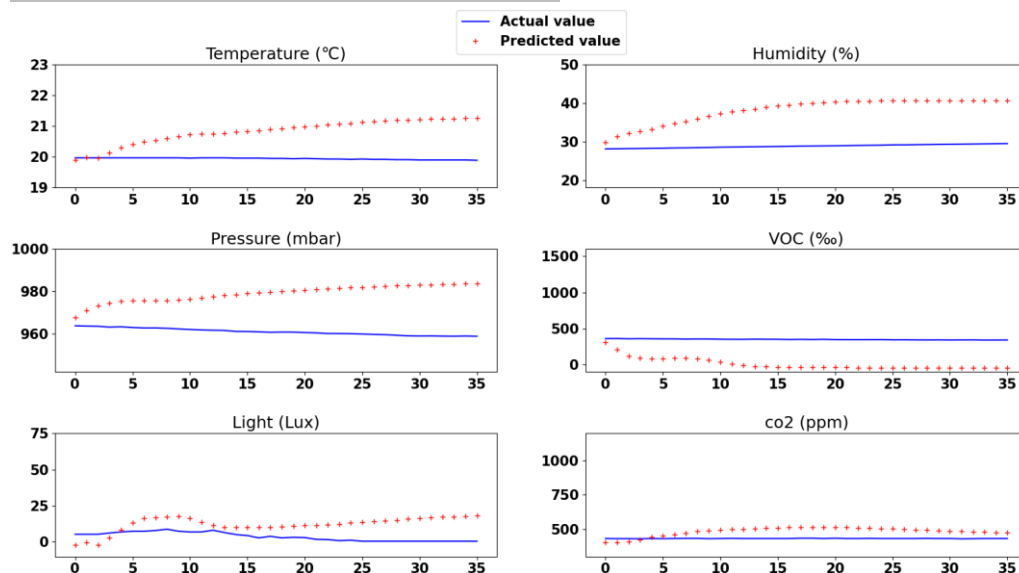 Actual value
Predicted value
Temperature (℃)
23
22
21
20
19
0 5 10 15 20 25 30 35
Humidity (%)
50
40
30
20
0 5 10 15 20 25 30 35
Pressure (mbar)
1000
980
960
0 5 10 15 20 25 30 35
VOC (‰)
1500
1000
500
0
0 5 10 15 20 25 30 35
Light (Lux)
75
50
25
0
0 5 10 15 20 25 30 35
co2 (ppm)
1000
750
500
0 5 10 15 20 25 30 35